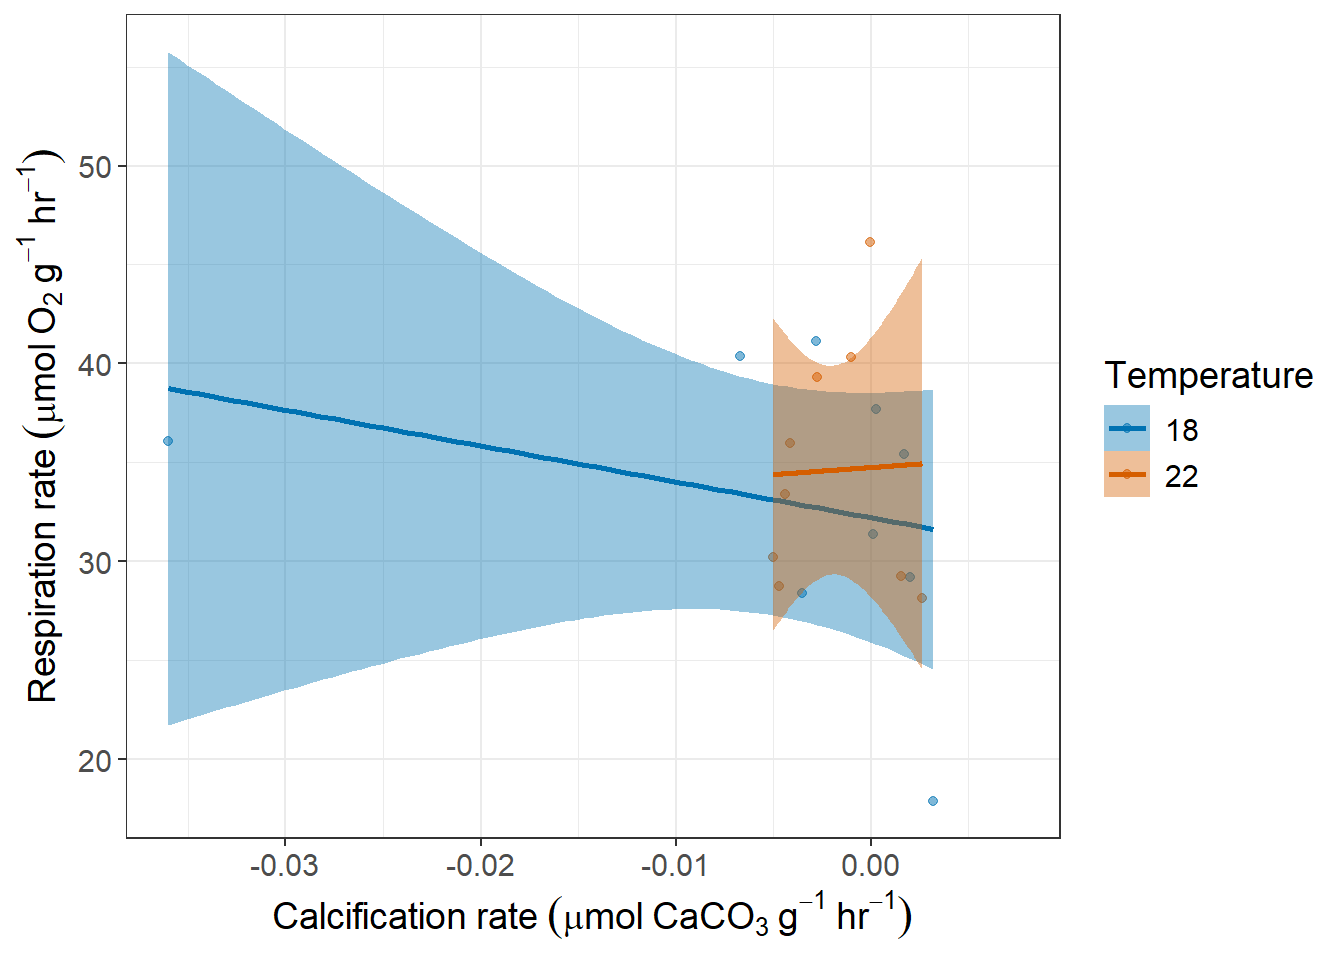 50
40
30
20
-0.03 -0.02 -0.01 0.00
Respiration rate (μmol O₂ g⁻¹ hr⁻¹)
Calcification rate (μmol CaCO₃ g⁻¹ hr⁻¹)
Temperature
18
22